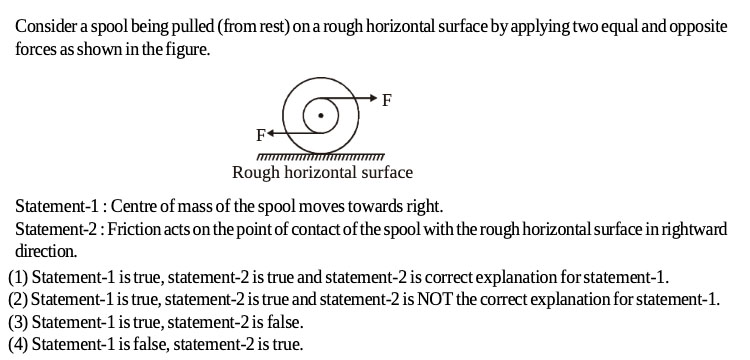 Consider a spool being pulled (from rest) on a rough horizontal surface by applying two equal and opposite
forces as shown in the figure.
F
F
Rough horizontal surface
Statement-1 : Centre of mass of the spool moves towards right.
Statement-2 : Friction acts on the point of contact of the spool with the rough horizontal surface in rightward
direction.
(1) Statement-1 is true, statement-2 is true and statement-2 is correct explanation for statement-1.
(2) Statement-1 is true, statement-2 is true and statement-2 is NOT the correct explanation for statement-1.
(3) Statement-1 is true, statement-2 is false.
(4) Statement-1 is false, statement-2 is true.